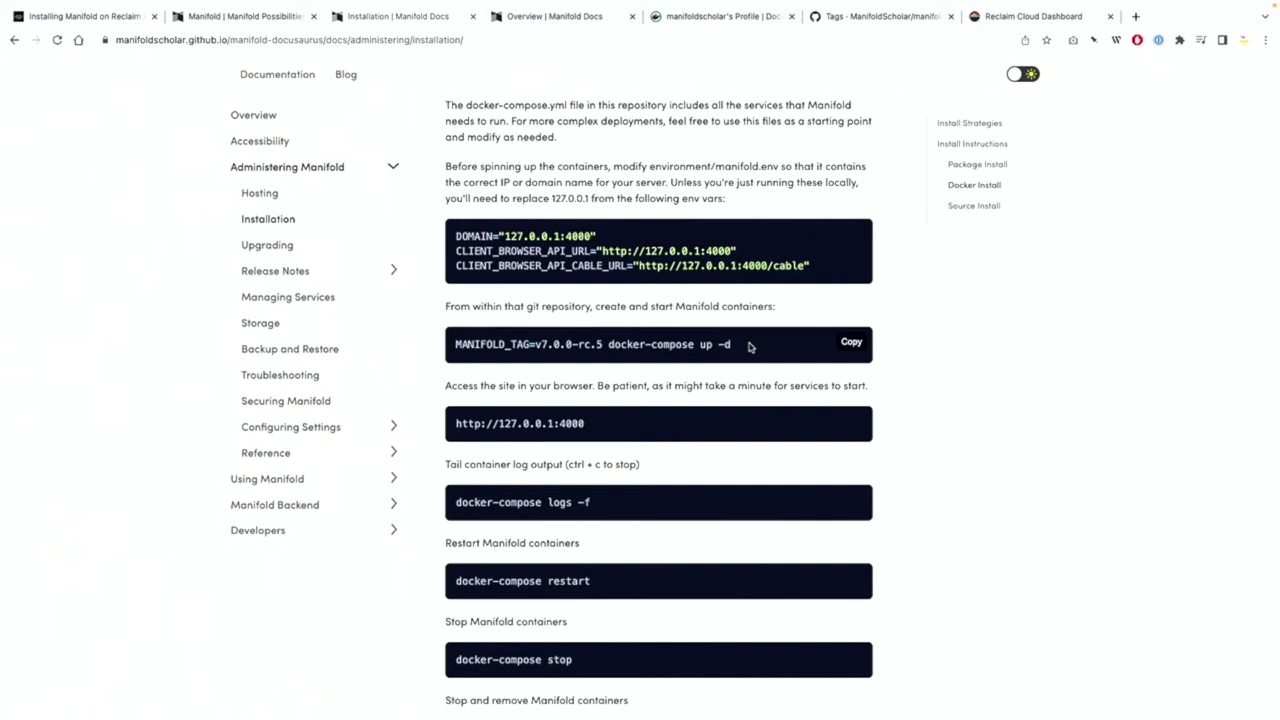 Installing Manifold on Reclaim
Manifold | Manifold Possibilitie
Installation | Manifold Docs
Overview | Manifold Docs
manifoldscholar's Profile | Doc
Tags · ManifoldScholar/manifol
Reclaim Cloud Dashboard
manifoldscholar.github.io/manifold-docusaurus/docs/administering/installation/
Documentation
Blog
Overview
Accessibility
Administering Manifold
Hosting
Installation
Upgrading
Release Notes
Managing Services
Storage
Backup and Restore
Troubleshooting
Securing Manifold
Configuring Settings
Reference
Using Manifold
Manifold Backend
Developers
The docker-compose.yml file in this repository includes all the services that Manifold
needs to run. For more complex deployments, feel free to use this files as a starting point
and modify as needed.
Before spinning up the containers, modify environment/manifold.env so that it contains
the correct IP or domain name for your server. Unless you're just running these locally,
you'll need to replace 127.0.0.1 from the following env vars:
DOMAIN="127.0.0.1:4000"
CLIENT_BROWSER_API_URL="http://127.0.0.1:4000"
CLIENT_BROWSER_API_CABLE_URL="http://127.0.0.1:4000/cable"
From within that git repository, create and start Manifold containers:
MANIFOLD_TAG=v7.0.0-rc.5 docker-compose up -d
Copy
Access the site in your browser. Be patient, as it might take a minute for services to start.
http://127.0.0.1:4000
Tail container log output (ctrl + c to stop)
docker-compose logs -f
Restart Manifold containers
docker-compose restart
Stop Manifold containers
docker-compose stop
Stop and remove Manifold containers
Install Strategies
Install Instructions
Package Install
Docker Install
Source Install